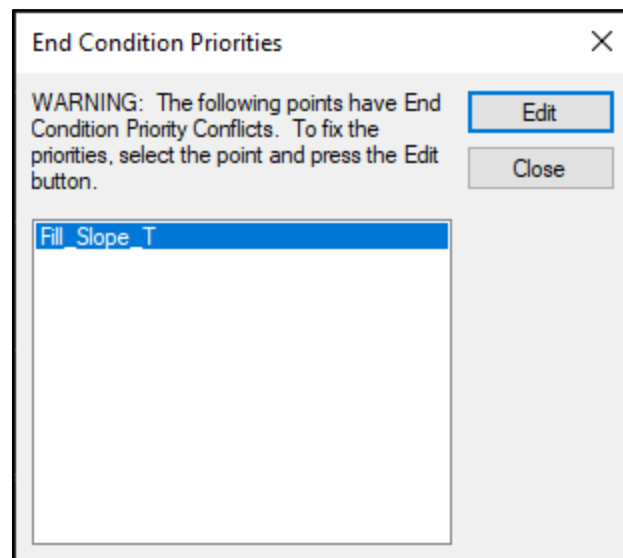 End Condition Priorities
WARNING:  The following points have End
Condition Priority Conflicts.  To fix the
priorities, select the point and press the Edit
button.
Edit
Close
Fill_Slope_T